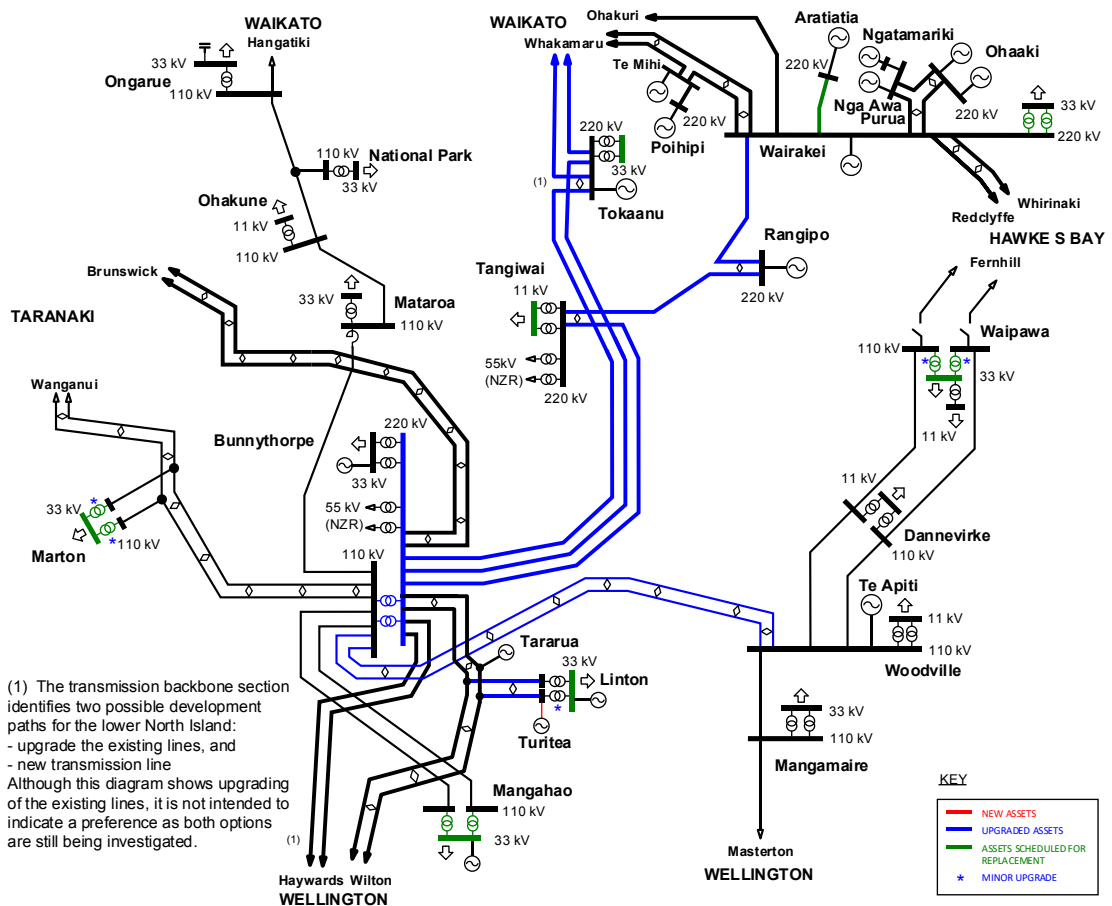 WAIKATO
Hangatiki
33 kV
Ongarue
110 kV
110 kV
National Park
33 kV
Ohakune
11 kV
110 kV
Brunswick
33 kV
Mataroa
110 kV
TARANAKI
Wanganui
33 kV
110 kV
Marton
Bunnythorpe
220 kV
33 kV
55 kV
(NZR)
110 kV
WAIKATO
Whakamaru
Ohakuri
Te Mihi
220 kV
Poihipi
Aratiatia
220 kV
Ngatamariki
Ohaaki
Nga Awa
Purua
220 kV
33 kV
220 kV
Wairakei
220 kV
33 kV
(1)
Tokaanu
Whirinaki
Redclyffe
HAWKE S BAY
Rangipo
220 kV
Tangiwai
11 kV
55kV
(NZR)
220 kV
Fernhill
Waipawa
110 kV
33 kV
11 kV
11 kV
Dannevirke
110 kV
Te Apiti
11 kV
110 kV
Woodville
Tararua
33 kV
Linton
Turitea
33 kV
110 kV
Mangamaire
Mangahao
110 kV
33 kV
(1)
Haywards Wilton
WELLINGTON
Masterton
WELLINGTON
(1) The transmission backbone section
identifies two possible development
paths for the lower North Island:
- upgrade the existing lines, and
- new transmission line
Although this diagram shows upgrading
of the existing lines, it is not intended to
indicate a preference as both options
are still being investigated.
KEY
NEW ASSETS
UPGRADED ASSETS
ASSETS SCHEDULED FOR
REPLACEMENT
* MINOR UPGRADE